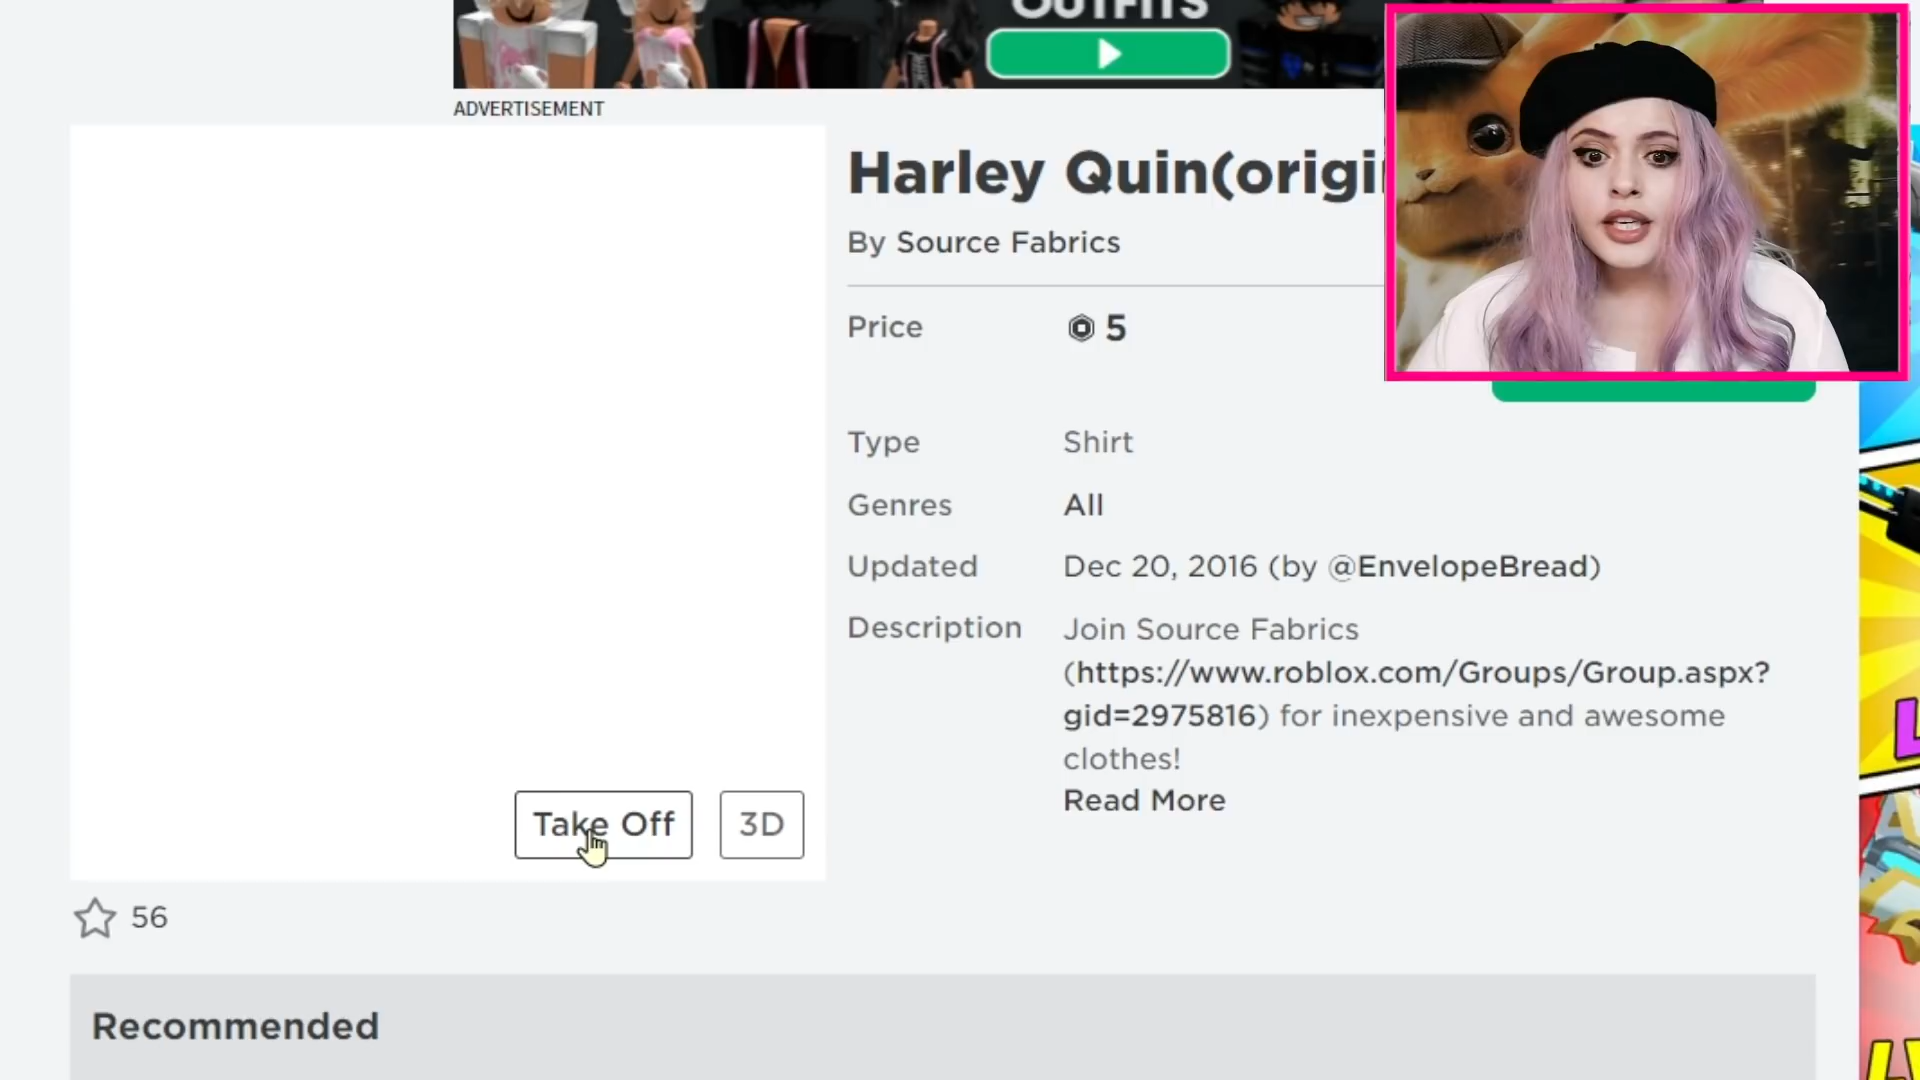 OUTFITS
ADVERTISEMENT
Harley Quin(origi
By Source Fabrics
Price 5
Type Shirt
Genres All
Updated Dec 20, 2016 (by @EnvelopeBread)
Description Join Source Fabrics
(https://www.roblox.com/Groups/Group.aspx?
gid=2975816) for inexpensive and awesome
clothes!
Read More
Take Off
3D
56
Recommended